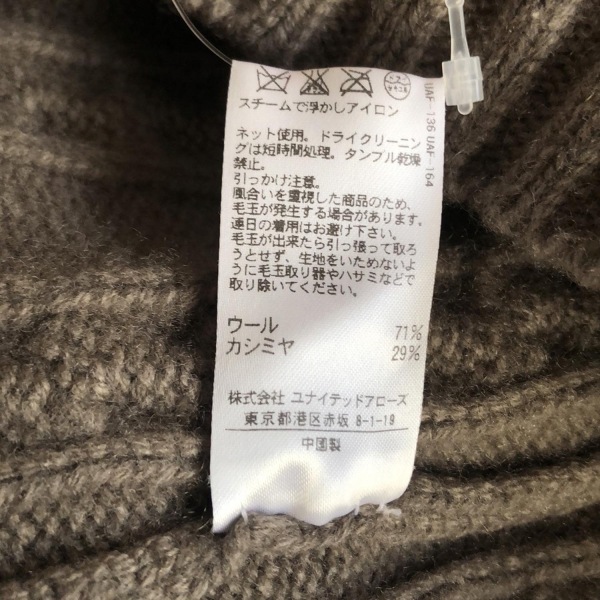 スチームで浮かしアイロン
UAF-136 UAF-164
ネット使用。ドライクリーニン
グは短時間処理。タンブル乾燥
禁止。
引っかけ注意。
風合いを重視した商品のため、
毛玉が発生する場合があります。
連日の着用はお避け下さい。
毛玉が出来たら引っ張って取ろ
うとせず、生地をいためないよ
うに毛玉取り器やハサミなどで
取り除いてください。
ウール 71%
カシミヤ 29%
株式会社 ユナイテッドアローズ
東京都港区赤坂 8-1-19
中国製